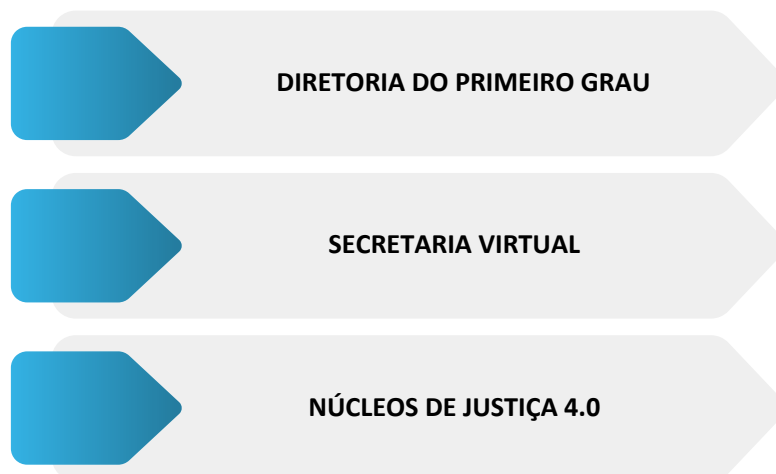 DIRETORIA DO PRIMEIRO GRAU
SECRETARIA VIRTUAL
NÚCLEOS DE JUSTIÇA 4.0